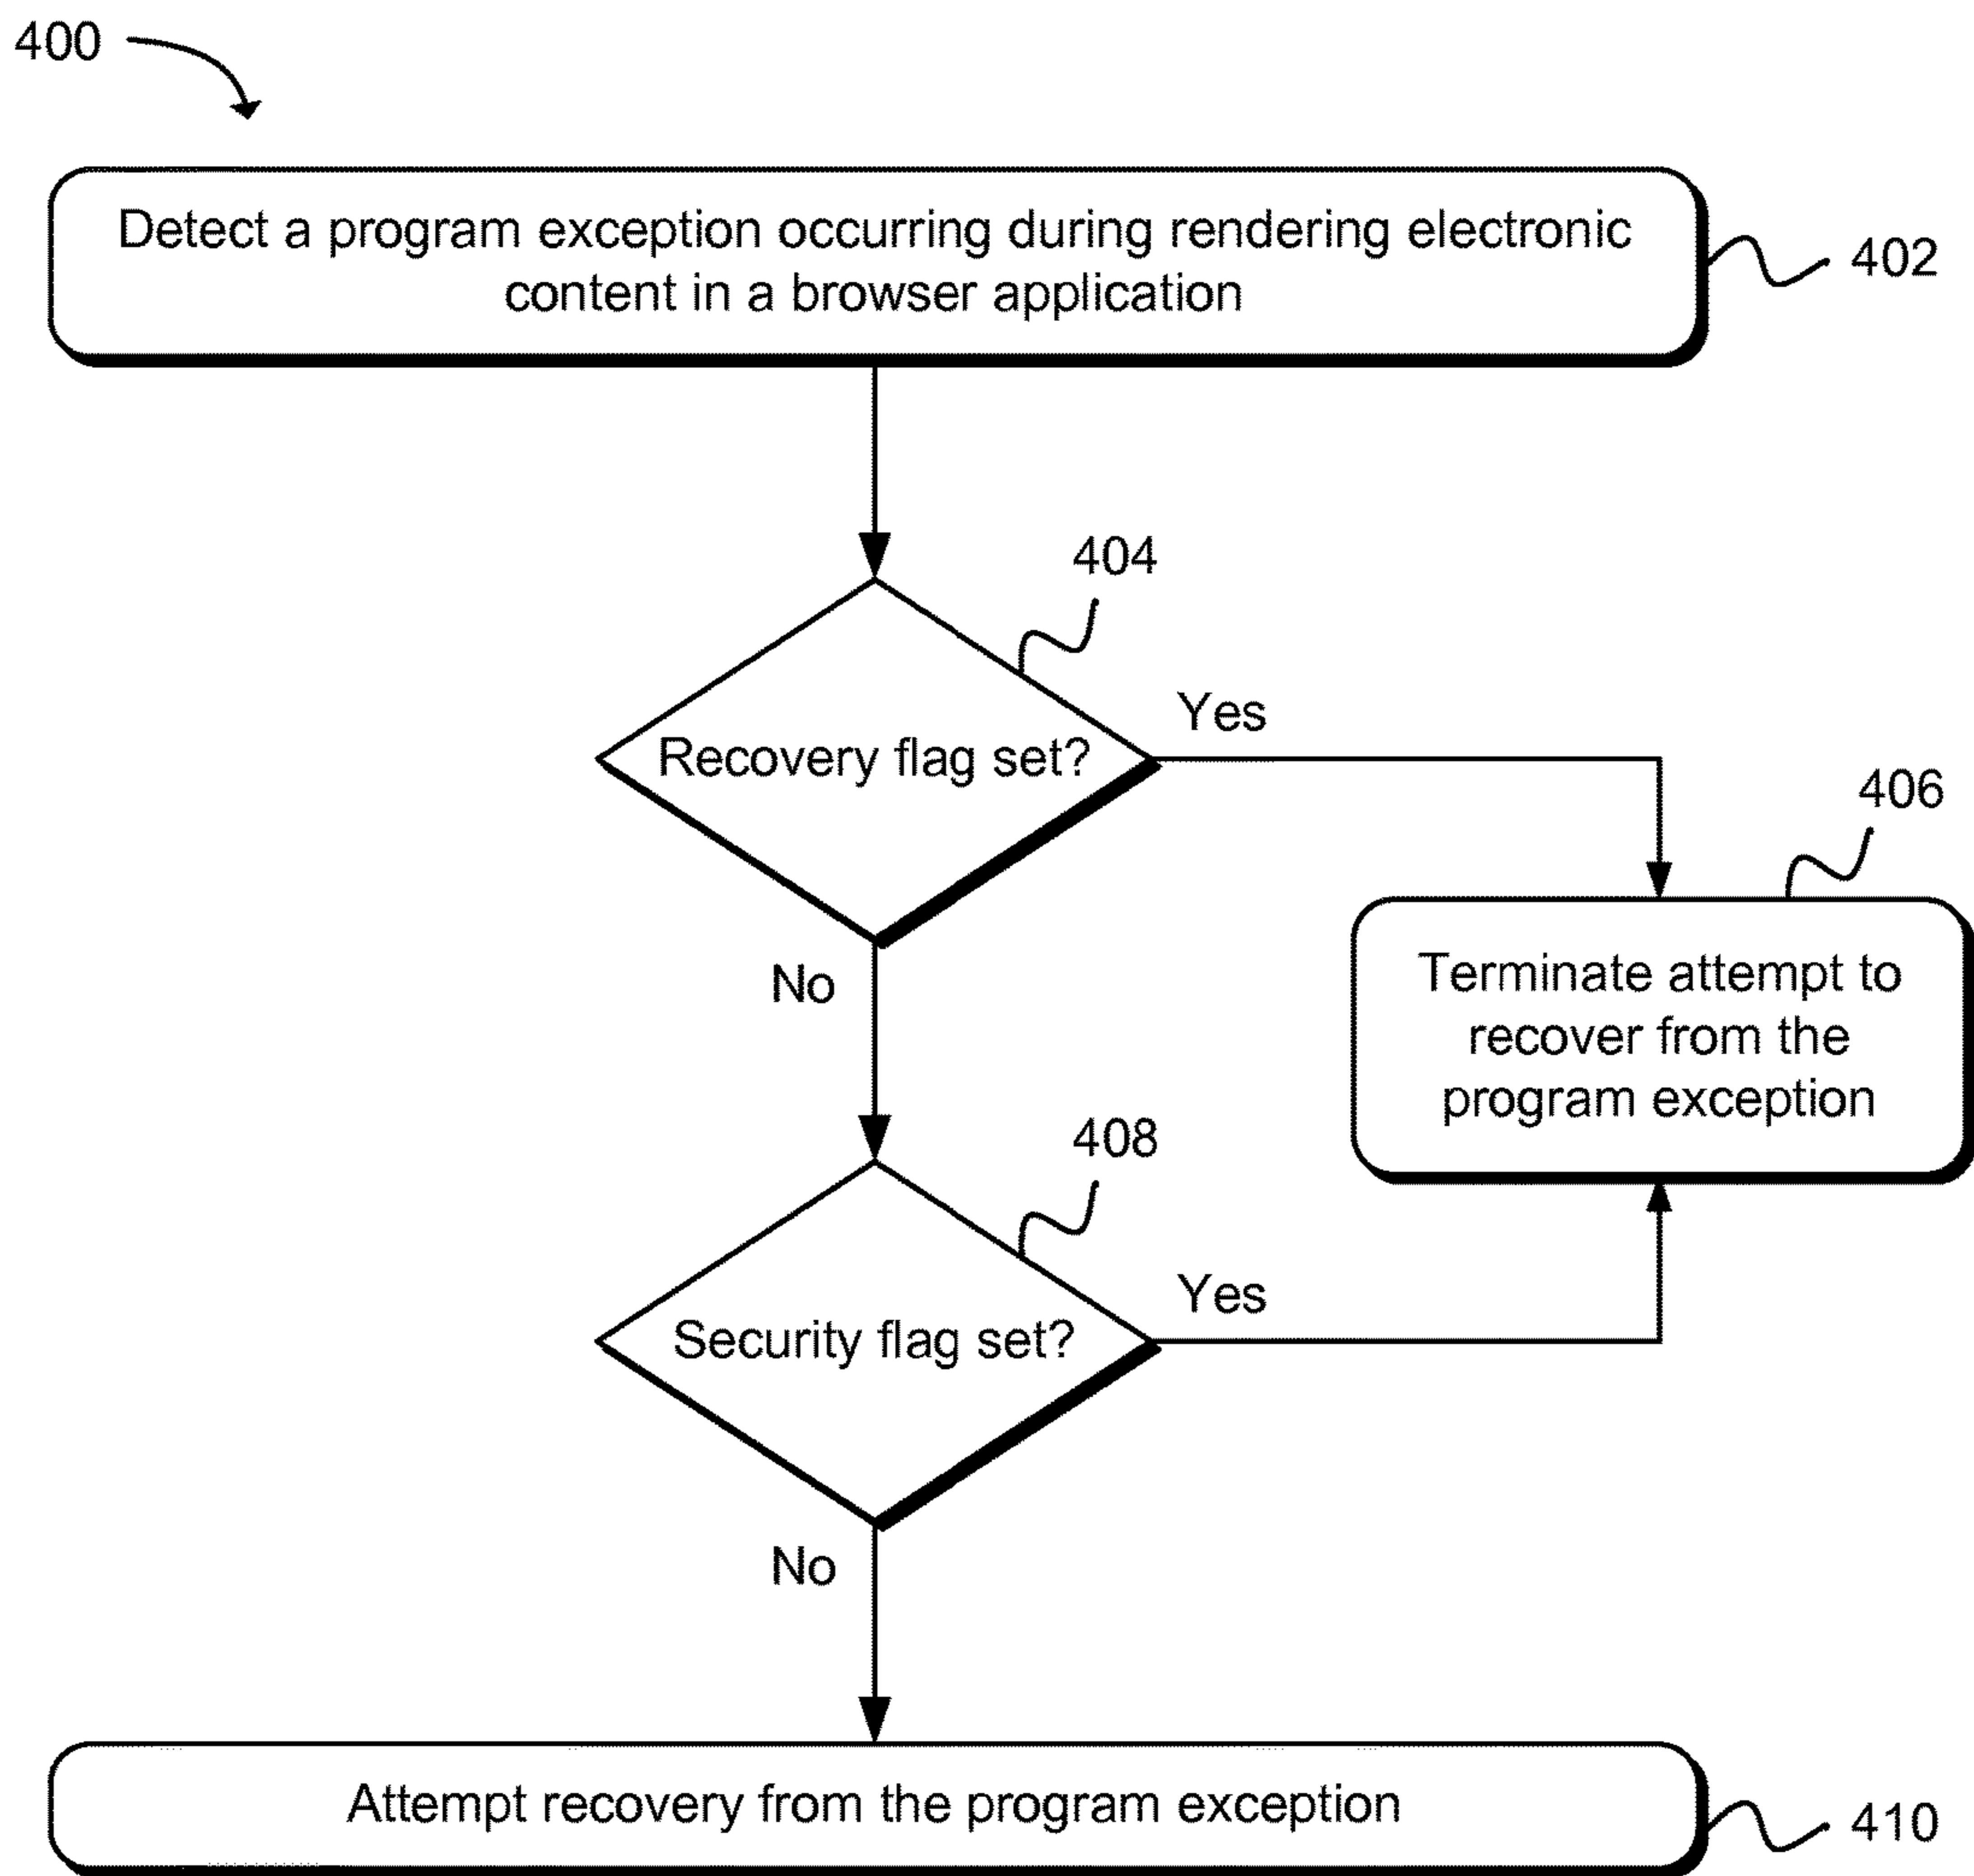 400
Detect a program exception occurring during rendering electronic
content in a browser application
402
404
Recovery flag set?
Yes
No
406
Terminate attempt to
recover from the
program exception
408
Security flag set?
Yes
No
Attempt recovery from the program exception
410